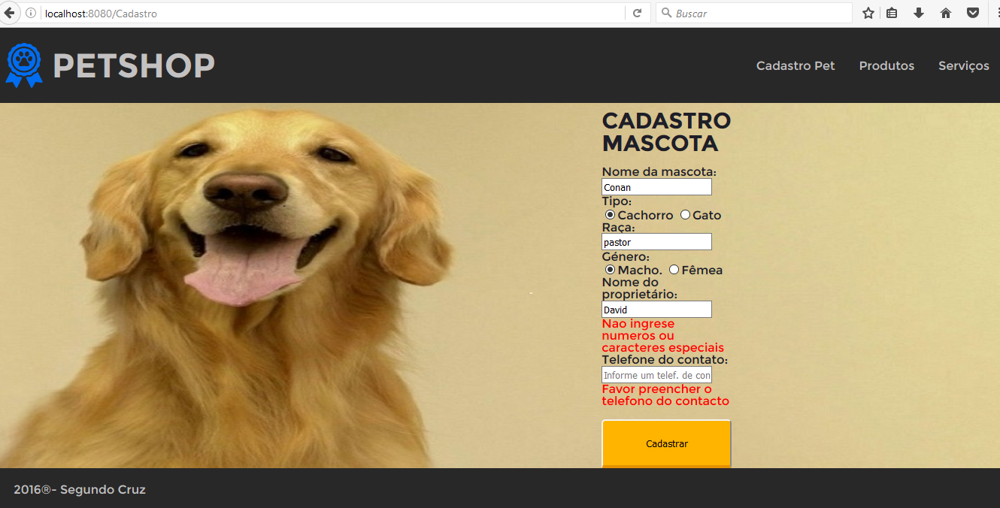 localhost:8080/Cadastro
Buscar
PETSHOP
Cadastro Pet
Produtos
Serviços
CADASTRO
MASCOTA
Nome da mascota:
Conan
Tipo:
Cachorro Gato
Raça:
pastor
Género:
Macho. Fêmea
Nome do
proprietário:
David
Nao ingrese
numeros ou
caracteres especiais
Telefone do contato:
Informe um telef. de con
Favor preencher o
telefono do contacto
Cadastrar
2016®- Segundo Cruz